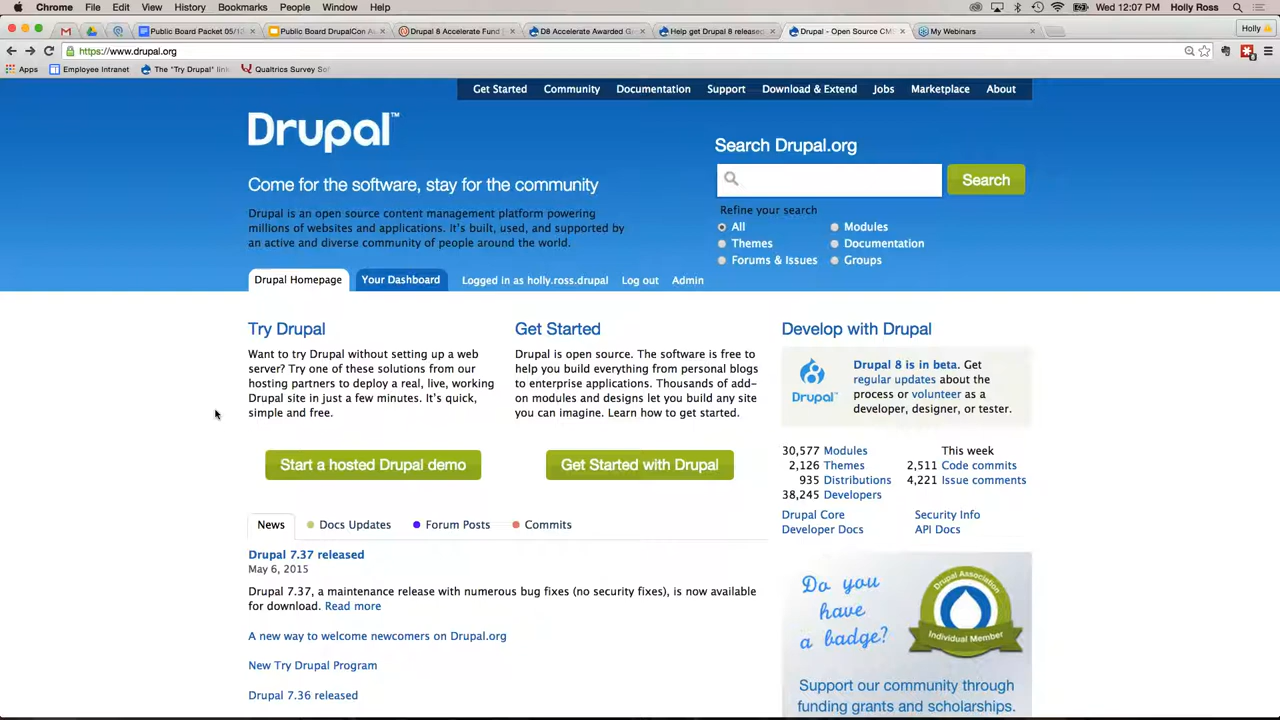 Chrome File Edit View History Bookmarks People Window Help Wed 12:07 PM Holly Ross
Public Board Packet 05/13 Public Board DrupalCon Au Drupal 8 Accelerate Fund D8 Accelerate Awarded G Help get Drupal 8 released Drupal - Open Source CM My Webinars Holly
https://www.drupal.org
Apps Employee Intranet The "Try Drupal" link Qualtrics Survey Sof
Get Started Community Documentation Support Download & Extend Jobs Marketplace About
Drupal™
Search Drupal.org
Come for the software, stay for the community
Search
Drupal is an open source content management platform powering
millions of websites and applications. It's built, used, and supported by
an active and diverse community of people around the world.
Refine your search
All Modules
Themes Documentation
Forums & Issues Groups
Drupal Homepage Your Dashboard Logged in as holly.ross.drupal Log out Admin
Try Drupal
Want to try Drupal without setting up a web
server? Try one of these solutions from our
hosting partners to deploy a real, live, working
Drupal site in just a few minutes. It's quick,
simple and free.
Start a hosted Drupal demo
Get Started
Drupal is open source. The software is free to
help you build everything from personal blogs
to enterprise applications. Thousands of add-
on modules and designs let you build any site
you can imagine. Learn how to get started.
Get Started with Drupal
Develop with Drupal
Drupal™
Drupal 8 is in beta. Get
regular updates about the
process or volunteer as a
developer, designer, or tester.
30,577 Modules This week
2,126 Themes 2,511 Code commits
935 Distributions 4,221 Issue comments
38,245 Developers
Drupal Core Security Info
Developer Docs API Docs
News Docs Updates Forum Posts Commits
Drupal 7.37 released
May 6, 2015
Drupal 7.37, a maintenance release with numerous bug fixes (no security fixes), is now available
for download. Read more
A new way to welcome newcomers on Drupal.org
New Try Drupal Program
Drupal 7.36 released
Do you
have
a badge?
Drupal Association
Individual Member
Support our community through
funding grants and scholarships.